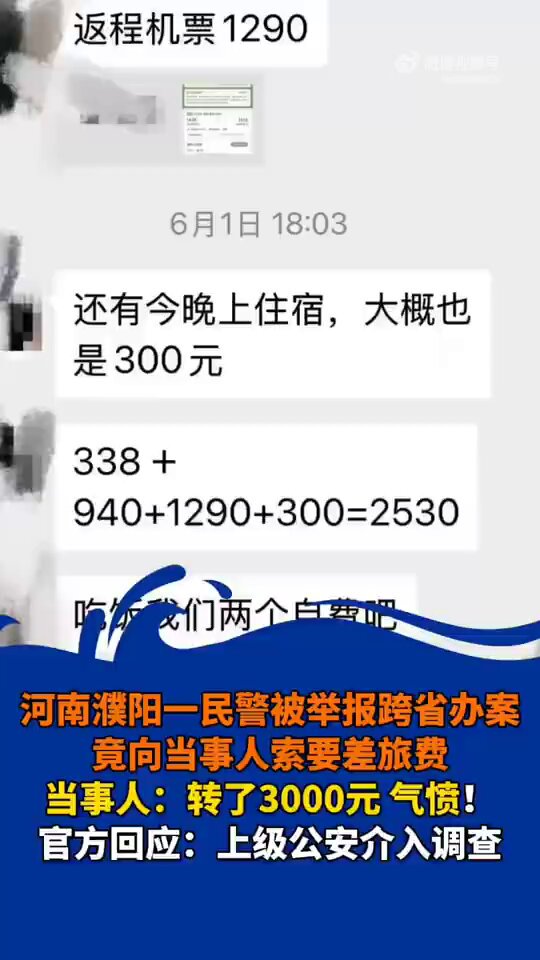 返程机票1290
6月1日 18:03
还有今晚上住宿，大概也
是300元
338＋
940+1290+300=2530
吃饭我们两个自费吧
河南濮阳一民警被举报跨省办案
竟向当事人索要差旅费
当事人：转了3000元 气愤！
官方回应：上级公安介入调查